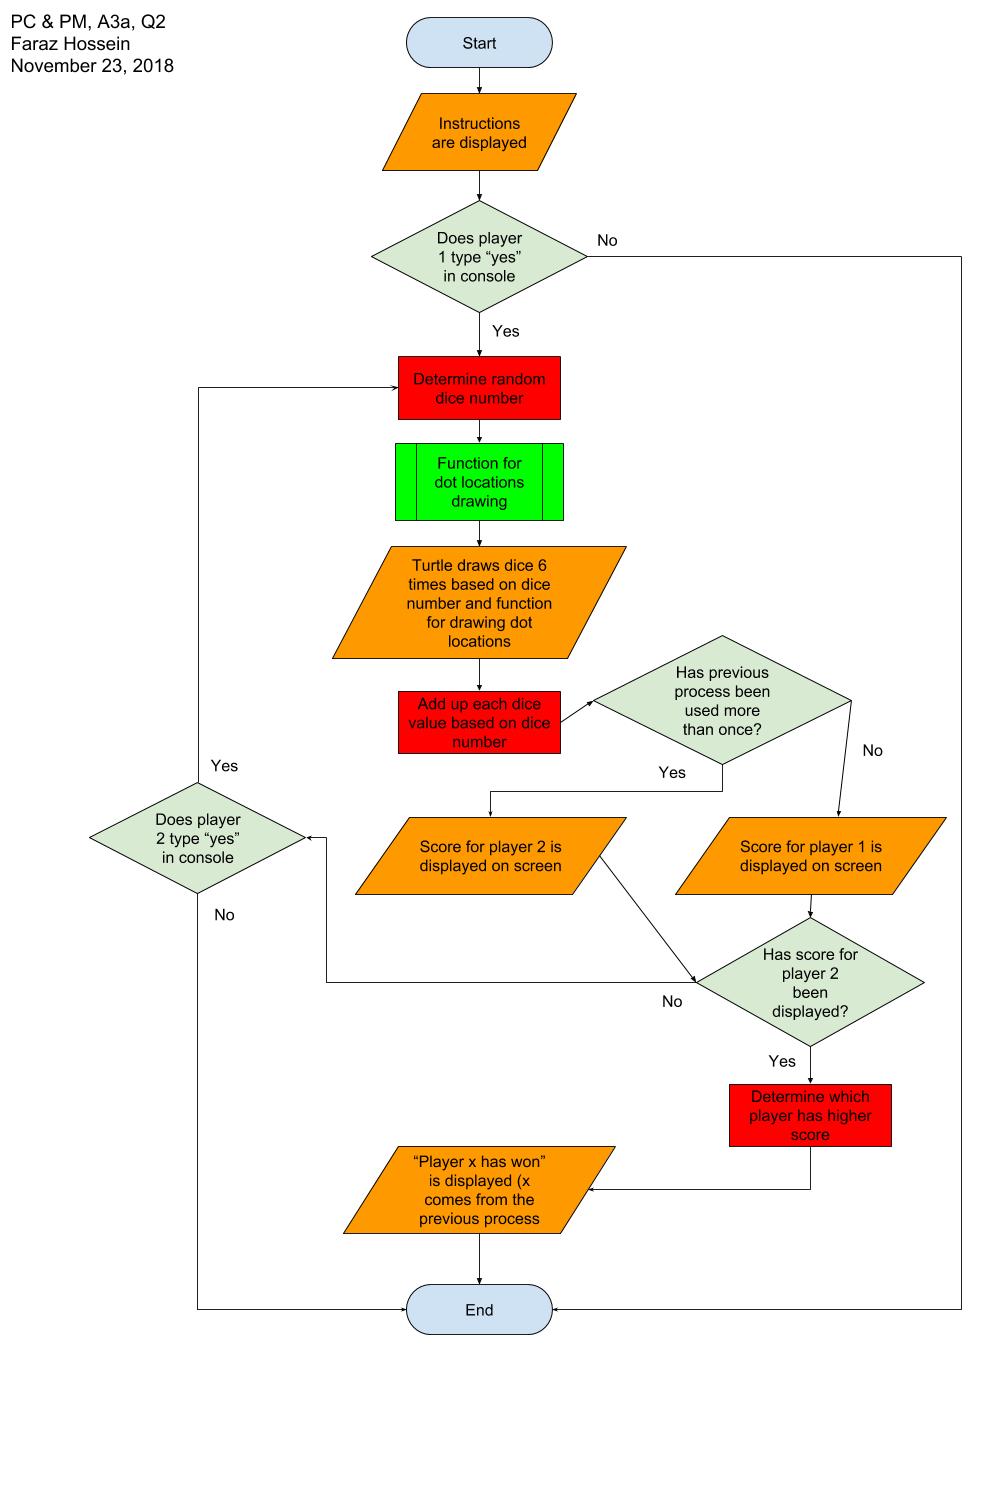 PC & PM, A3a, Q2
Faraz Hossein
November 23, 2018
Start
Instructions
are displayed
Does player
1 type “yes”
in console
No
Yes
Determine random
dice number
Function for
dot locations
drawing
Turtle draws dice 6
times based on dice
number and function
for drawing dot
locations
Add up each dice
value based on dice
number
Has previous
process been
used more
than once?
Yes
No
Score for player 2 is
displayed on screen
Score for player 1 is
displayed on screen
Yes
Does player
2 type “yes”
in console
No
Has score for
player 2
been
displayed?
No
Yes
Determine which
player has higher
score
“Player x has won”
is displayed (x
comes from the
previous process
End